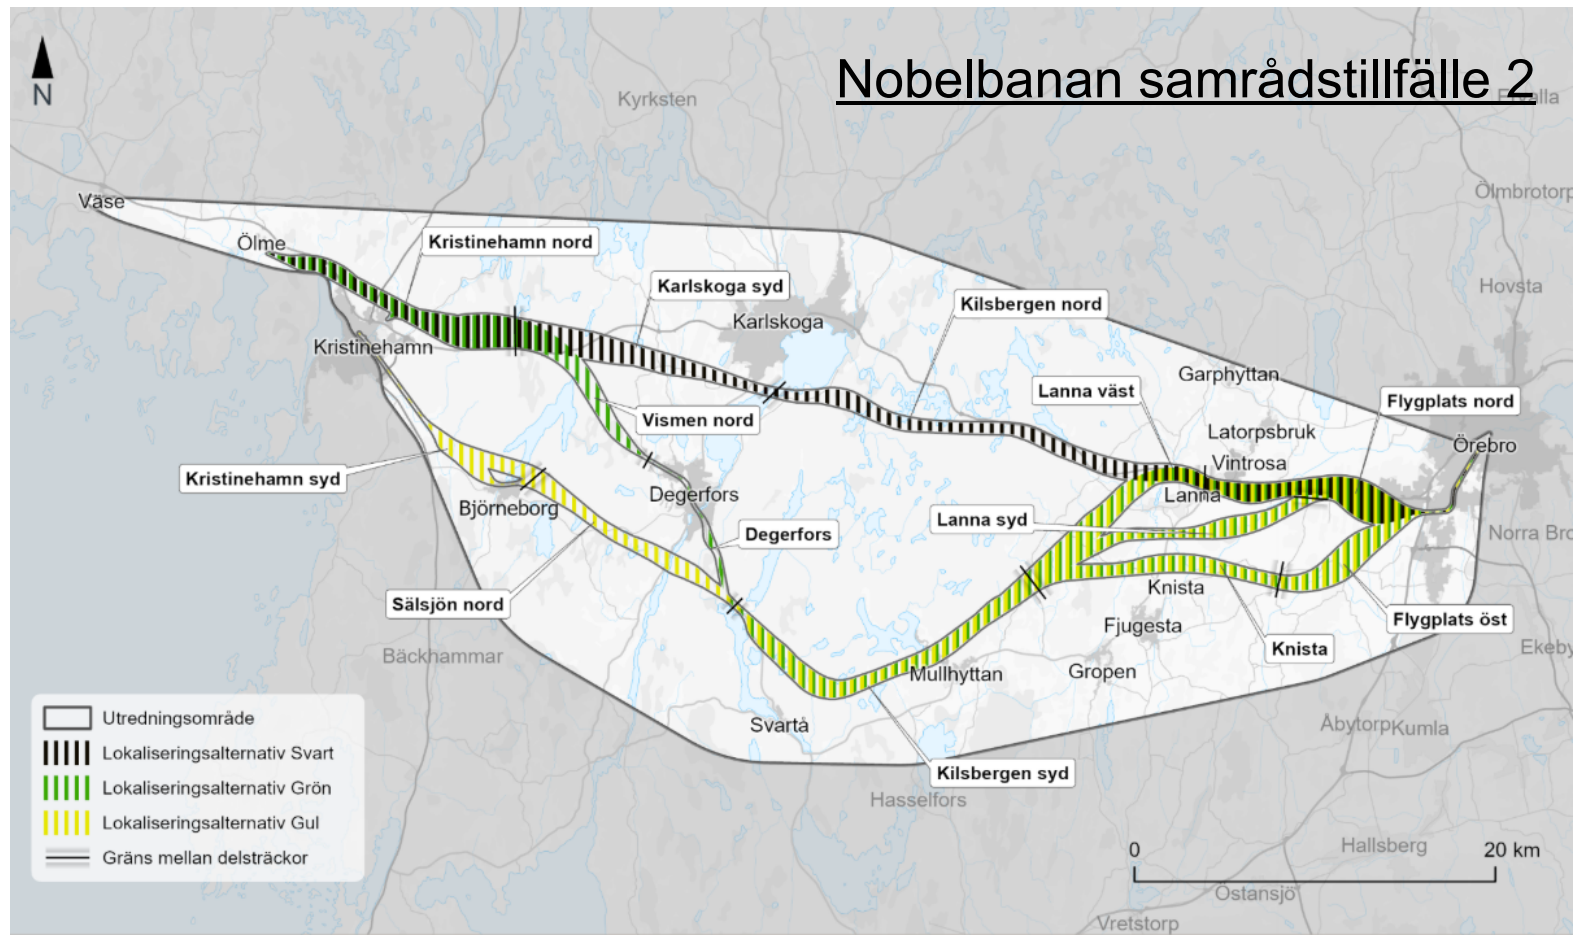 Nobelbanan samrådstillfälle 2
N
Kyrksten
Ervalla
Ölmbrotorp
Väse
Ölme
Kristinehamn nord
Karlskoga syd
Hovsta
Kilsbergen nord
Karlskoga
Kristinehamn
Garphyttan
Lanna väst
Flygplats nord
Vismen nord
Latorpsbruk
Örebro
Vintrosa
Kristinehamn syd
Degerfors
Lanna
Björneborg
Lanna syd
Degerfors
Norra Bro
Knista
Sälsjön nord
Flygplats öst
Fjugesta
Knista
Ekeby
Bäckhammar
Mullhyttan
Gropen
Svartå
Åbytorp
Kumla
Kilsbergen syd
Hasselfors
Hallsberg
Östansjö
Vretstorp
Utredningsområde
Lokaliseringsalternativ Svart
Lokaliseringsalternativ Grön
Lokaliseringsalternativ Gul
Gräns mellan delsträckor
0
20 km